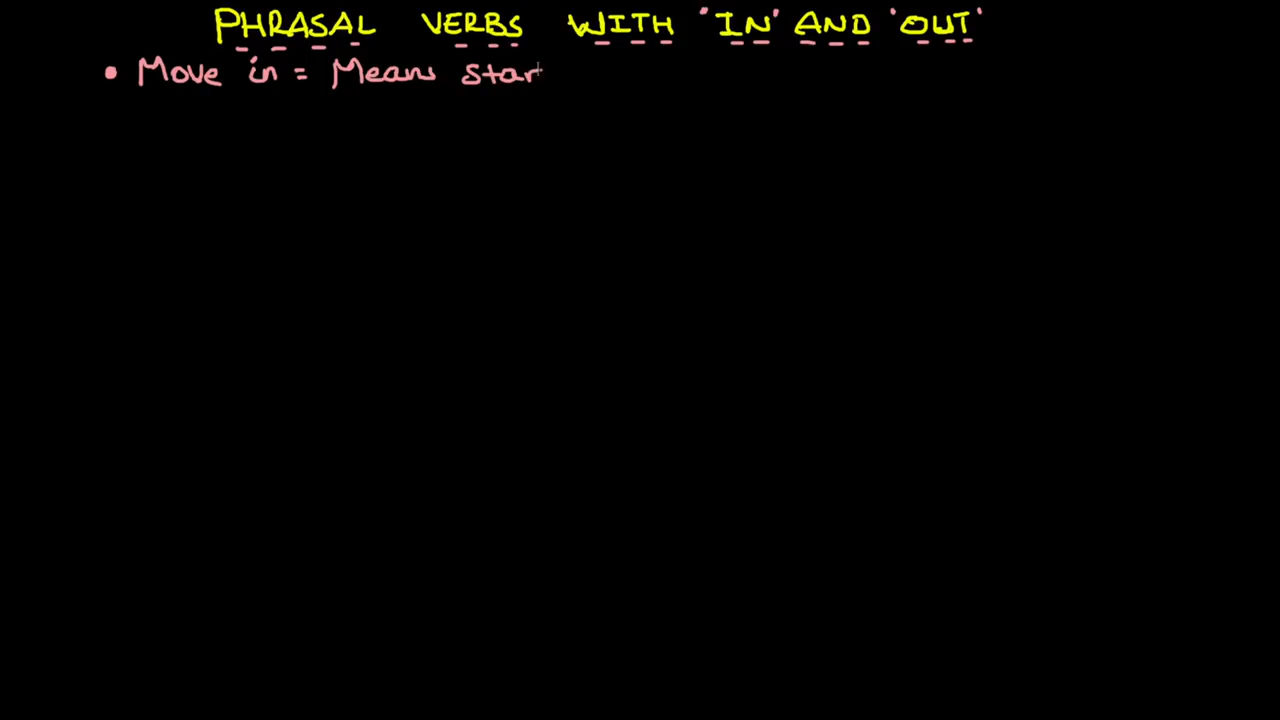 PHRASAL VERBS WITH 'IN' AND 'OUT'
• Move in = Means star